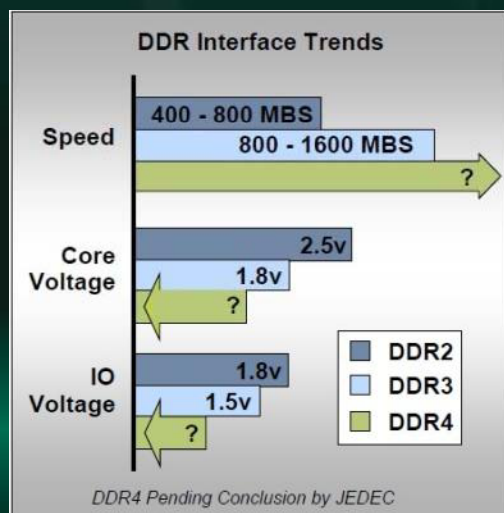 DDR Interface Trends
Speed
400 - 800 MBS
800 - 1600 MBS
?
Core
Voltage
2.5v
1.8v
?
IO
Voltage
1.8v
1.5v
?
DDR2
DDR3
DDR4
DDR4 Pending Conclusion by JEDEC